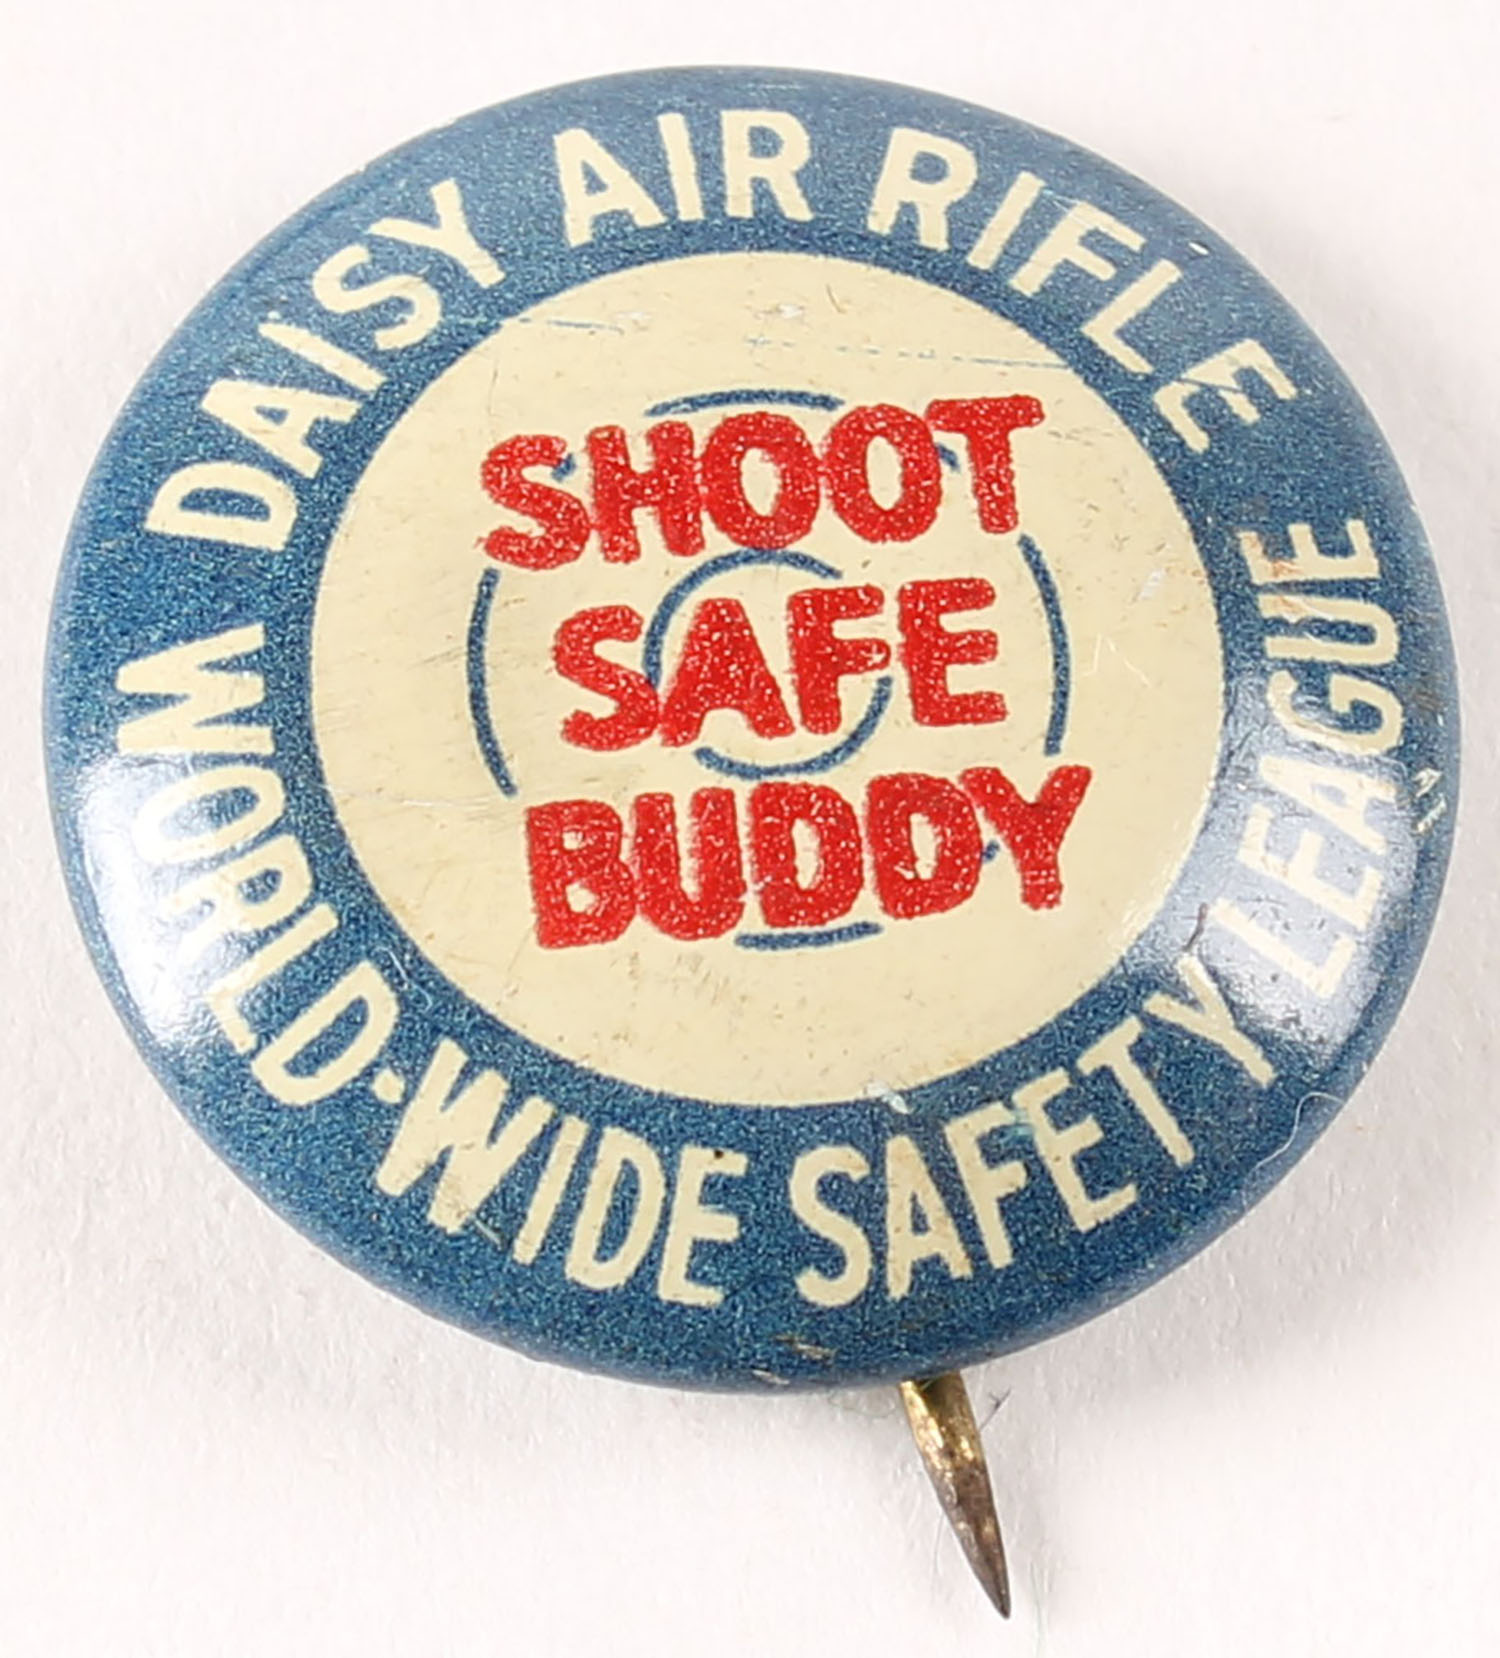 DAISY AIR RIFLE
SHOOT
SAFE
BUDDY
WORLD-WIDE SAFETY LEAGUE